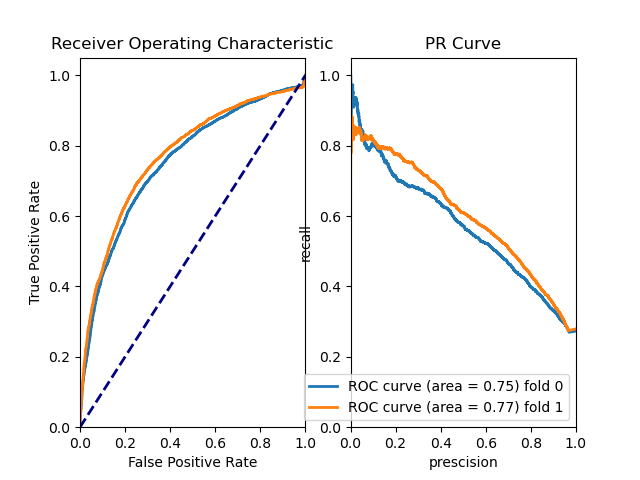 Receiver Operating Characteristic
PR Curve
1.0
0.8
0.6
0.4
0.2
0.0
True Positive Rate
0.0 0.2 0.4 0.6 0.8 1.0
False Positive Rate
1.0
0.8
0.6
0.4
0.2
0.0
recall
ROC curve (area = 0.75) fold 0
ROC curve (area = 0.77) fold 1
0.0 0.2 0.4 0.6 0.8 1.0
prescision